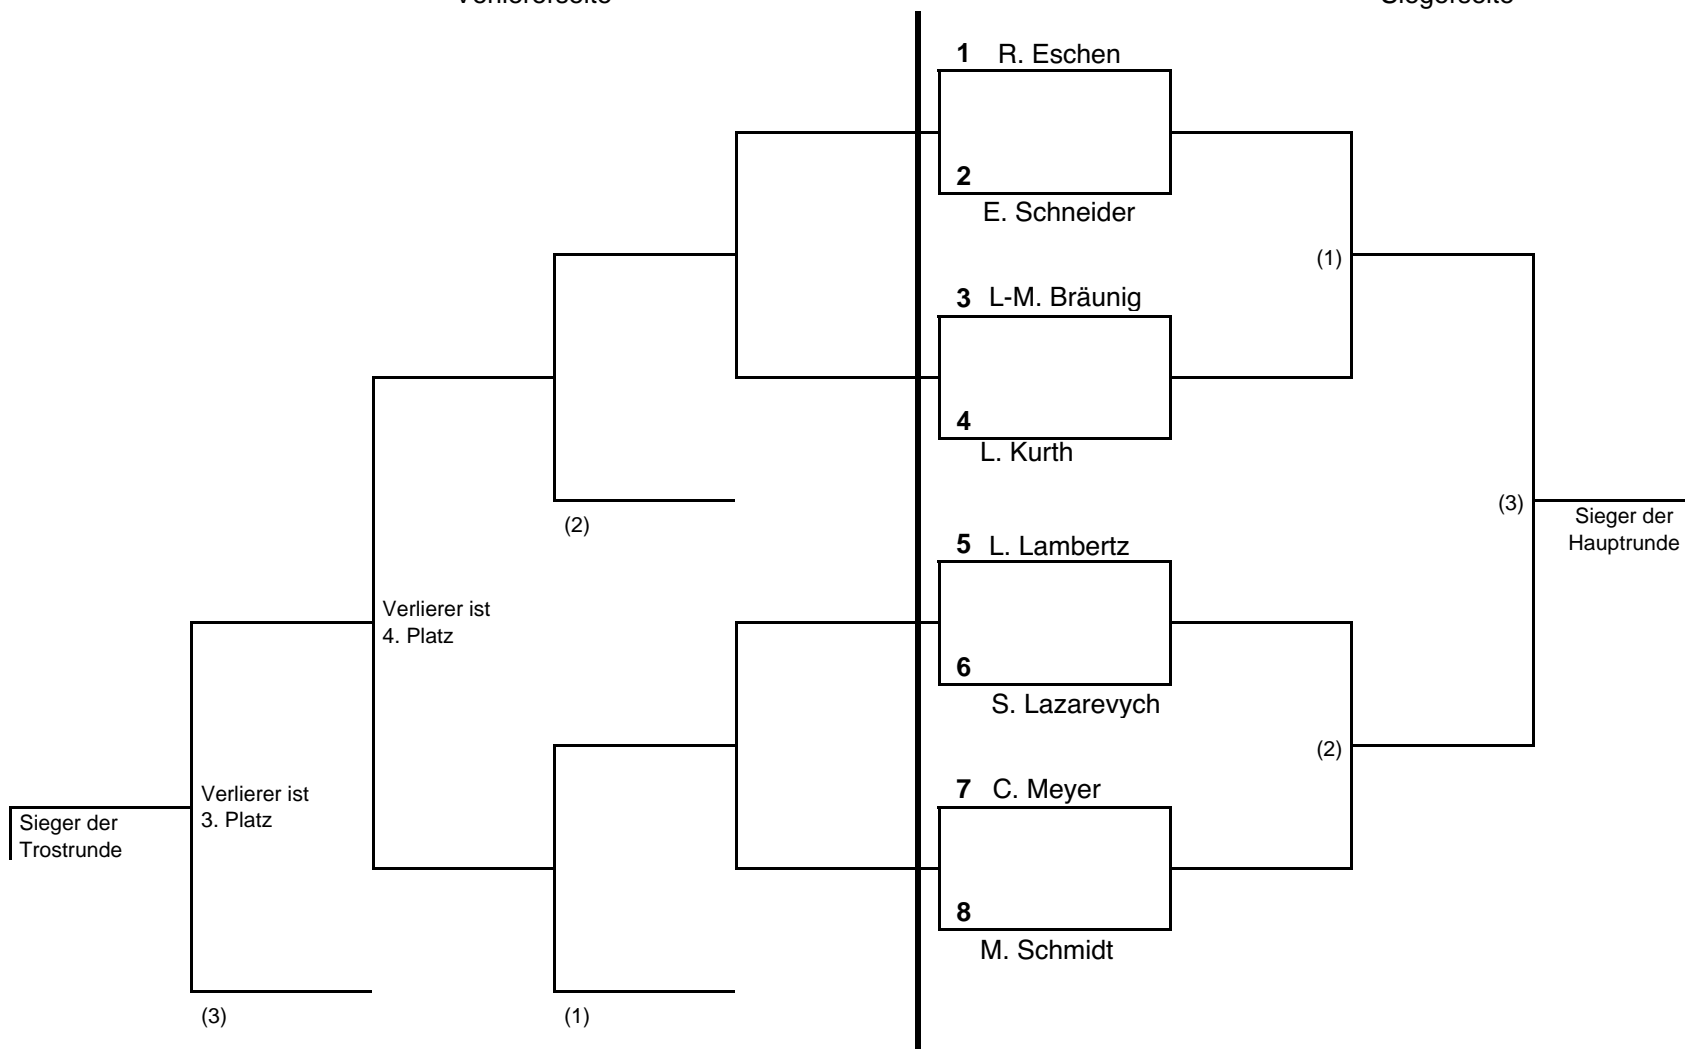 1 R. Eschen
2
E. Schneider
(1)
3 L-M. Bräunig
4
L. Kurth
(2)
(3)
Sieger der
Hauptrunde
5 L. Lambertz
Verlierer ist
4. Platz
6
S. Lazarevych
(2)
7 C. Meyer
Verlierer ist
3. Platz
Sieger der
Trostrunde
8
M. Schmidt
(3)
(1)